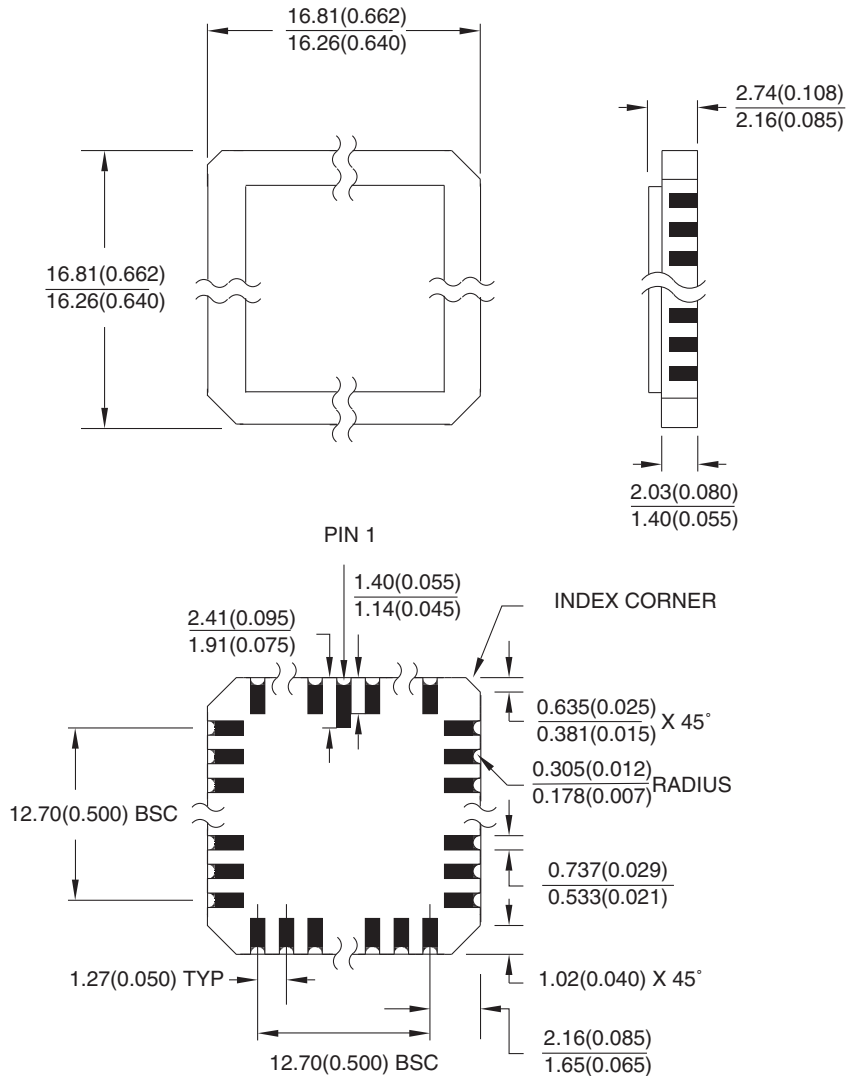 16.81(0.662)
16.26(0.640)
2.74(0.108)
2.16(0.085)
16.81(0.662)
16.26(0.640)
2.03(0.080)
1.40(0.055)
PIN 1
1.40(0.055)
1.14(0.045)
INDEX CORNER
2.41(0.095)
1.91(0.075)
0.635(0.025)
0.381(0.015) X 45°
0.305(0.012)
0.178(0.007) RADIUS
12.70(0.500) BSC
0.737(0.029)
0.533(0.021)
1.27(0.050) TYP
1.02(0.040) X 45°
12.70(0.500) BSC
2.16(0.085)
1.65(0.065)